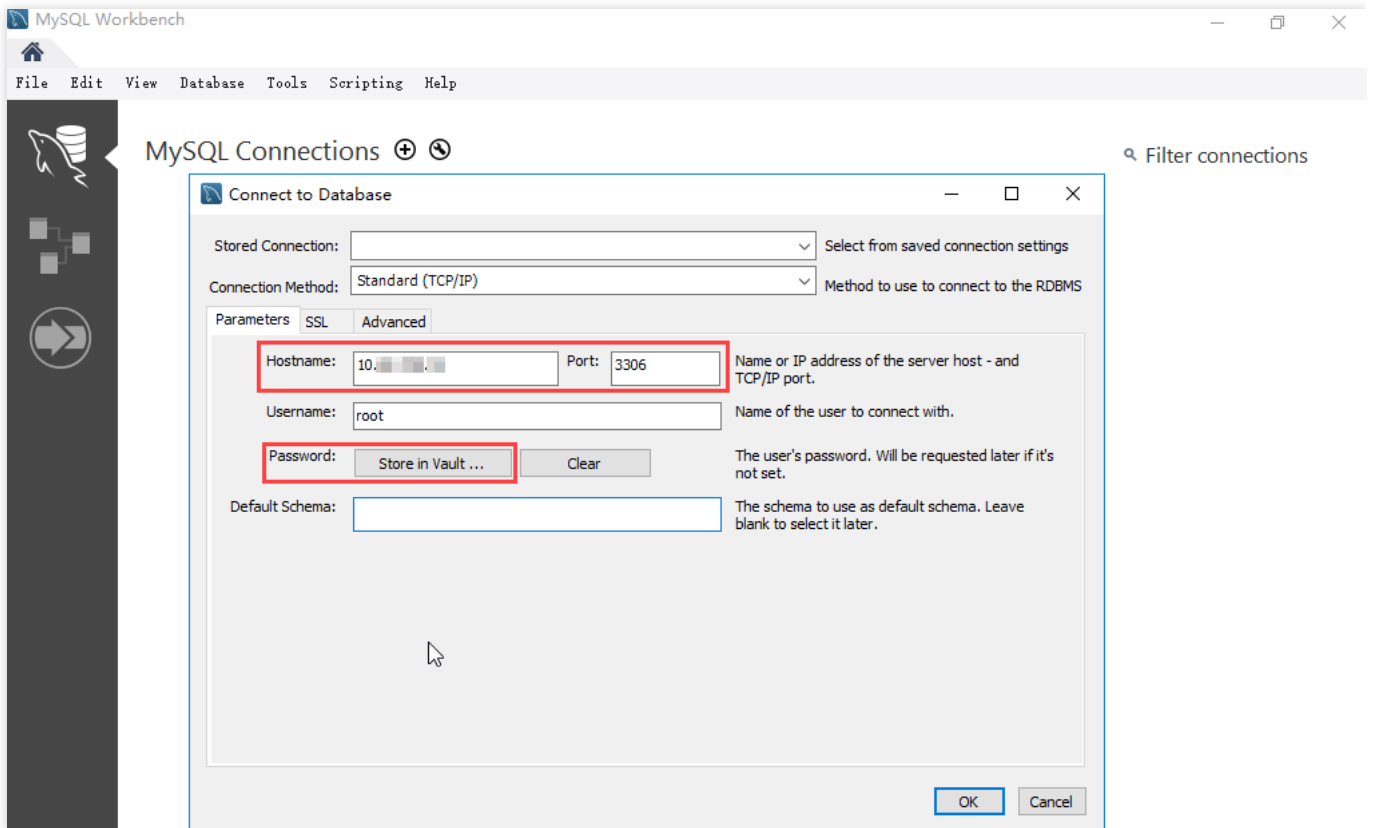 MySQL Workbench
File Edit View Database Tools Scripting Help
MySQL Connections
Filter connections
Connect to Database
Stored Connection: Select from saved connection settings
Connection Method: Standard (TCP/IP) Method to use to connect to the RDBMS
Parameters SSL Advanced
Hostname: 10. . Port: 3306 Name or IP address of the server host - and
TCP/IP port.
Username: root Name of the user to connect with.
Password: Store in Vault ... Clear The user's password. Will be requested later if it's
not set.
Default Schema: The schema to use as default schema. Leave
blank to select it later.
OK Cancel